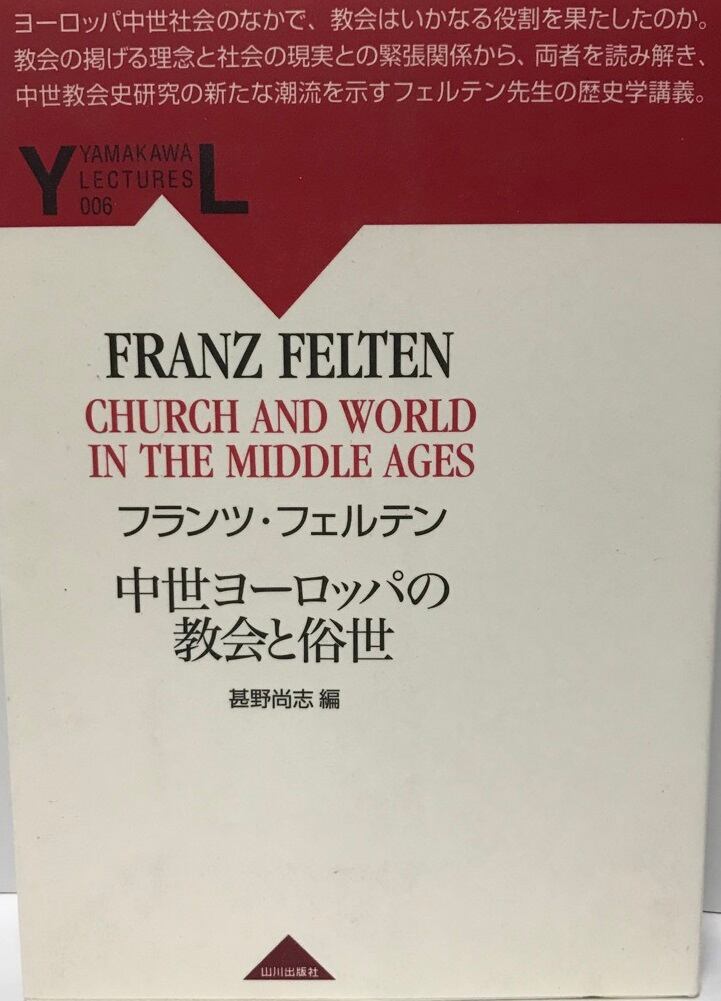 ヨーロッパ中世社会のなかで、教会はいかなる役割を果たしたのか。
教会の掲げる理念と社会の現実との緊張関係から、両者を読み解き、
中世教会史研究の新たな潮流を示すフェルテン先生の歴史学講義。
Y YAMAKAWA LECTURES 006 L
FRANZ FELTEN
CHURCH AND WORLD
IN THE MIDDLE AGES
フランツ・フェルテン
中世ヨーロッパの
教会と俗世
甚野尚志 編
山川出版社